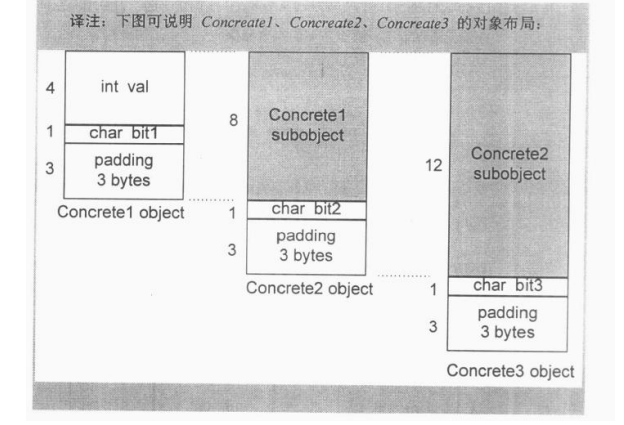 译注：下图可说明 Concreate1、Concreate2、Concreate3 的对象布局：
4
int val
1
char bit1
3
padding
3 bytes
Concrete1 object
8
Concrete1
subobject
1
char bit2
3
padding
3 bytes
Concrete2 object
12
Concrete2
subobject
1
char bit3
3
padding
3 bytes
Concrete3 object